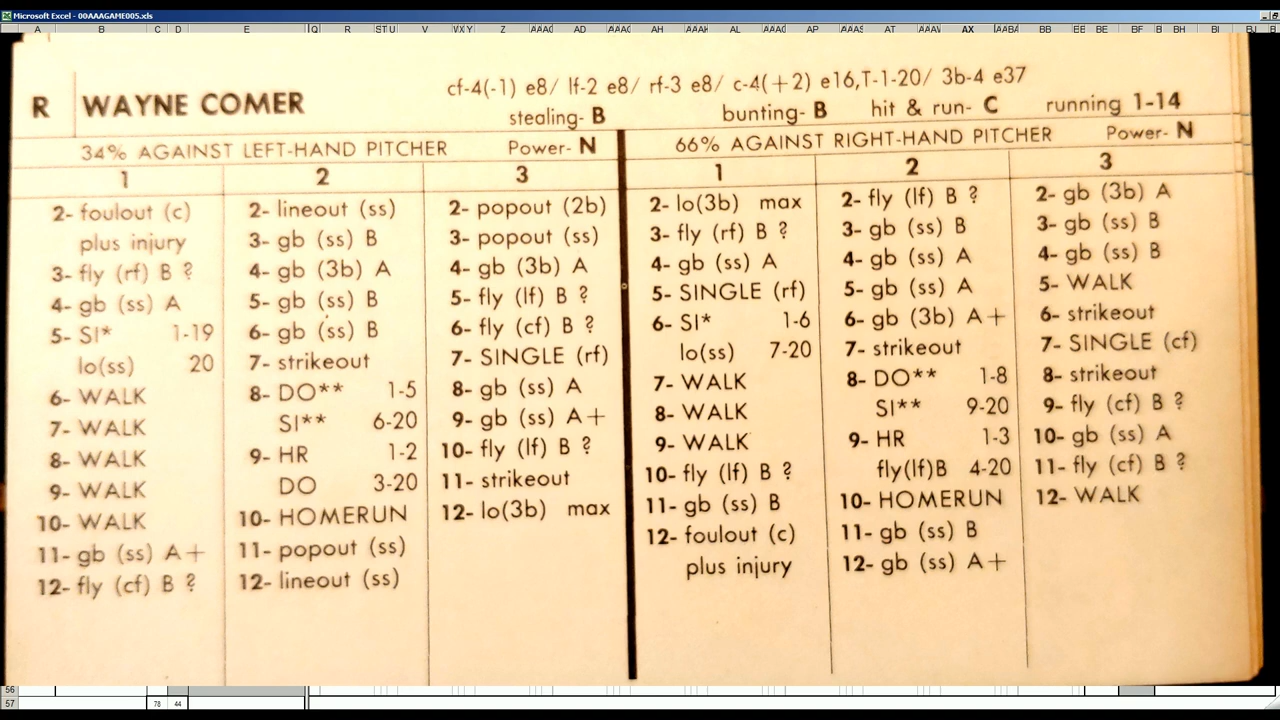 Microsoft Excel - 00AAAGAME005.xls
R WAYNE COMER
cf-4(-1) e8/ lf-2 e8/ rf-3 e8/ c-4(+2) e16,T-1-20/ 3b-4 e37
stealing- B bunting- B hit & run- C running 1-14
34% AGAINST LEFT-HAND PITCHER Power- N
1 2 3
2- foulout (c)
plus injury
3- fly (rf) B ?
4- gb (ss) A
5- SI* 1-19
lo(ss) 20
6- WALK
7- WALK
8- WALK
9- WALK
10- WALK
11- gb (ss) A+
12- fly (cf) B ?
2- lineout (ss)
3- gb (ss) B
4- gb (3b) A
5- gb (ss) B
6- gb (ss) B
7- strikeout
8- DO** 1-5
SI** 6-20
9- HR 1-2
DO 3-20
10- HOMERUN
11- popout (ss)
12- lineout (ss)
2- popout (2b)
3- popout (ss)
4- gb (3b) A
5- fly (lf) B ?
6- fly (cf) B ?
7- SINGLE (rf)
8- gb (ss) A
9- gb (ss) A+
10- fly (lf) B ?
11- strikeout
12- lo(3b) max
66% AGAINST RIGHT-HAND PITCHER Power- N
1 2 3
2- lo(3b) max
3- fly (rf) B ?
4- gb (ss) A
5- SINGLE (rf)
6- SI* 1-6
lo(ss) 7-20
7- WALK
8- WALK
9- WALK
10- fly (lf) B ?
11- gb (ss) B
12- foulout (c)
plus injury
2- fly (lf) B ?
3- gb (ss) B
4- gb (ss) A
5- gb (ss) A
6- gb (3b) A+
7- strikeout
8- DO** 1-8
SI** 9-20
9- HR 1-3
fly(lf)B 4-20
10- HOMERUN
11- gb (ss) B
12- gb (ss) A+
2- gb (3b) A
3- gb (ss) B
4- gb (ss) B
5- WALK
6- strikeout
7- SINGLE (cf)
8- strikeout
9- fly (cf) B ?
10- gb (ss) A
11- fly (cf) B ?
12- WALK
56
57 78 44